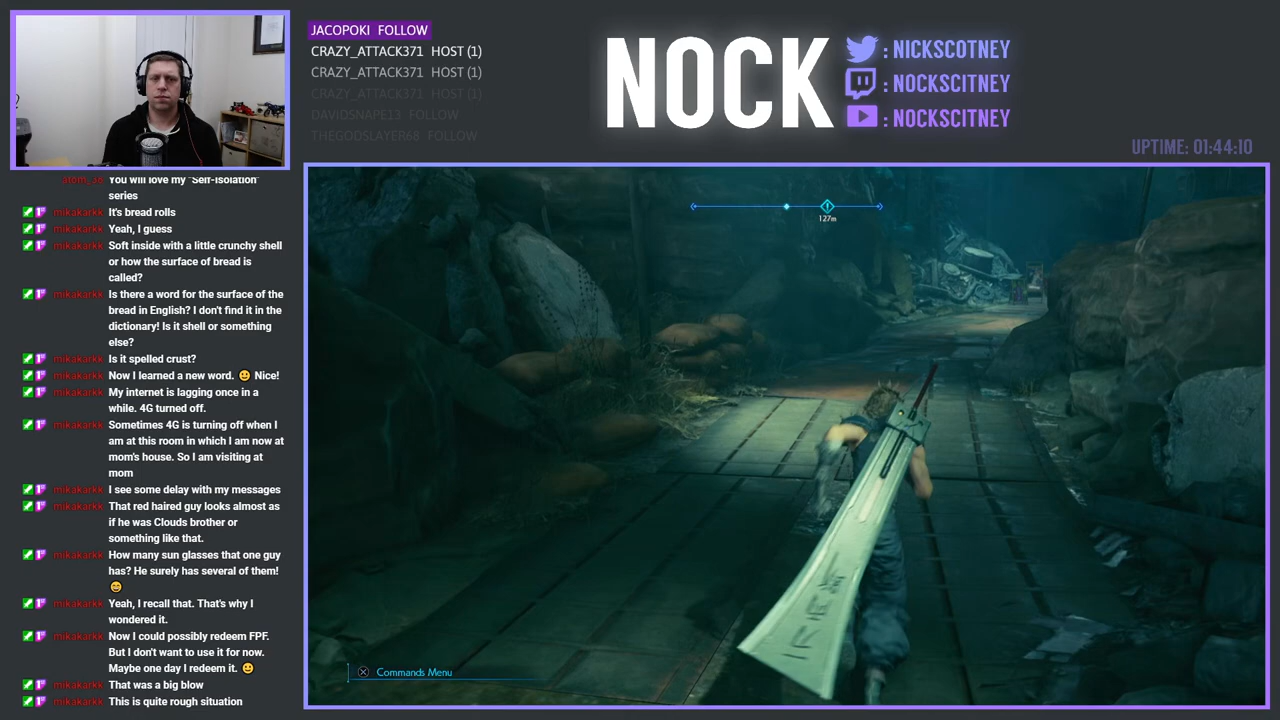 JACOPOKI FOLLOW
CRAZY_ATTACK371 HOST (1)
CRAZY_ATTACK371 HOST (1)
CRAZY_ATTACK371 HOST (1)
DAVIDSNAPE13 FOLLOW
THEGODSLAYER68 FOLLOW
NOCK
: NICKSCOTNEY
: NOCKSCITNEY
: NOCKSCITNEY
UPTIME: 01:44:10
You will love my "Self-Isolation"
series
mikakarkk It's bread rolls
mikakarkk Yeah, I guess
mikakarkk Soft inside with a little crunchy shell
or how the surface of bread is
called?
mikakarkk Is there a word for the surface of the
bread in English? I don't find it in the
dictionary! Is it shell or something
else?
mikakarkk Is it spelled crust?
mikakarkk Now I learned a new word. 😀 Nice!
mikakarkk My internet is lagging once in a
while. 4G turned off.
mikakarkk Sometimes 4G is turning off when I
am at this room in which I am now at
mom's house. So I am visiting at
mom
mikakarkk I see some delay with my messages
mikakarkk That red haired guy looks almost as
if he was Clouds brother or
something like that.
mikakarkk How many sun glasses that one guy
has? He surely has several of them!
😄
mikakarkk Yeah, I recall that. That's why I
wondered it.
mikakarkk Now I could possibly redeem FPF.
But I don't want to use it for now.
Maybe one day I redeem it. 😀
mikakarkk That was a big blow
mikakarkk This is quite rough situation
127m
Commands Menu